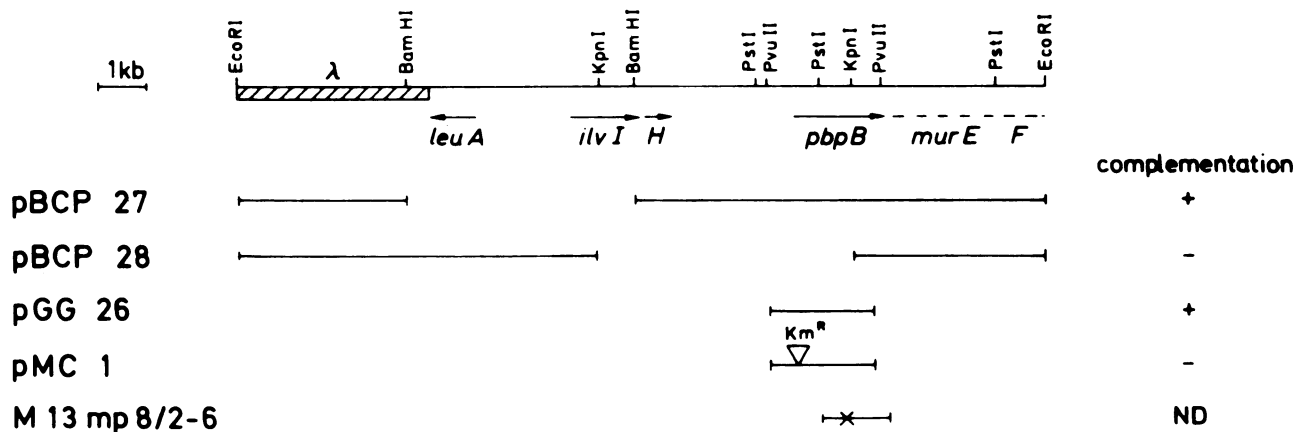 EcoRI BamHI KpnI BamHI PstI PvuII PstI KpnI PvuII PstI EcoRI
1kb λ
leuA ilvI H pbpB murE F
complementation
pBCP 27 +
pBCP 28 -
pGG 26 +
Km^R
pMC 1 -
M 13 mp 8/2-6 ND